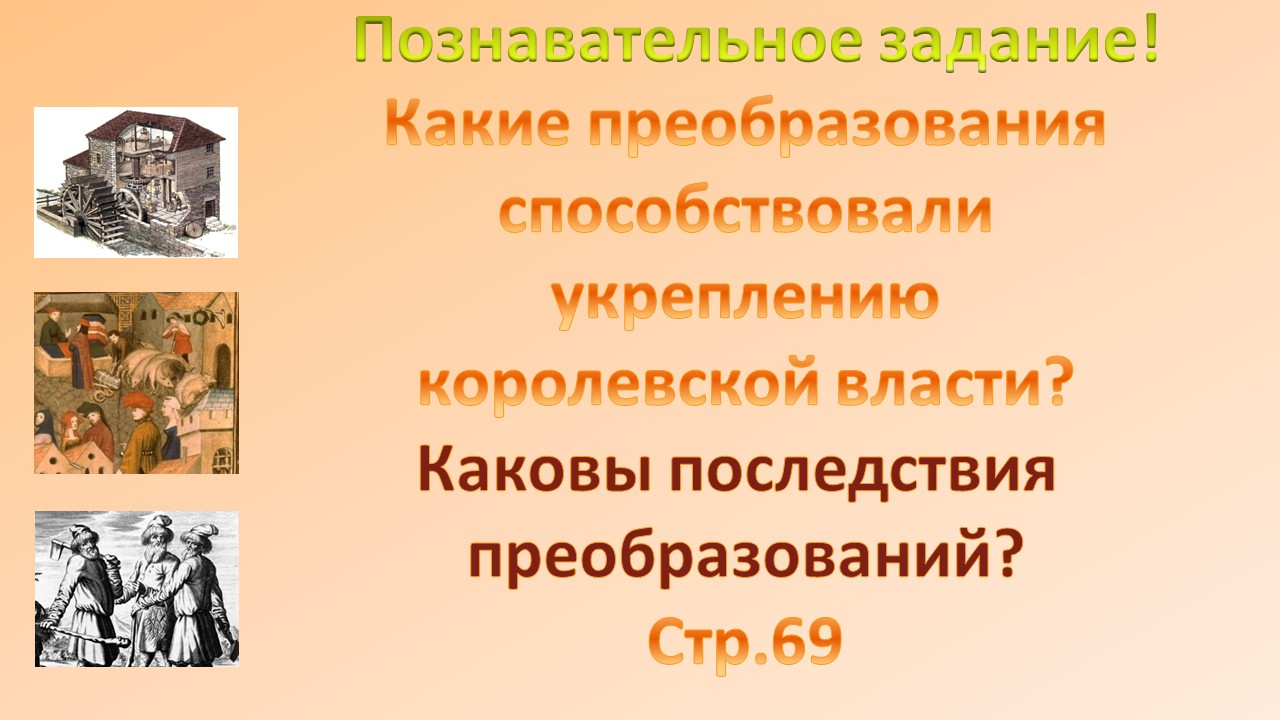 Познавательное задание!
Какие преобразования
способствовали
укреплению
королевской власти?
Каковы последствия
преобразований?
Стр.69